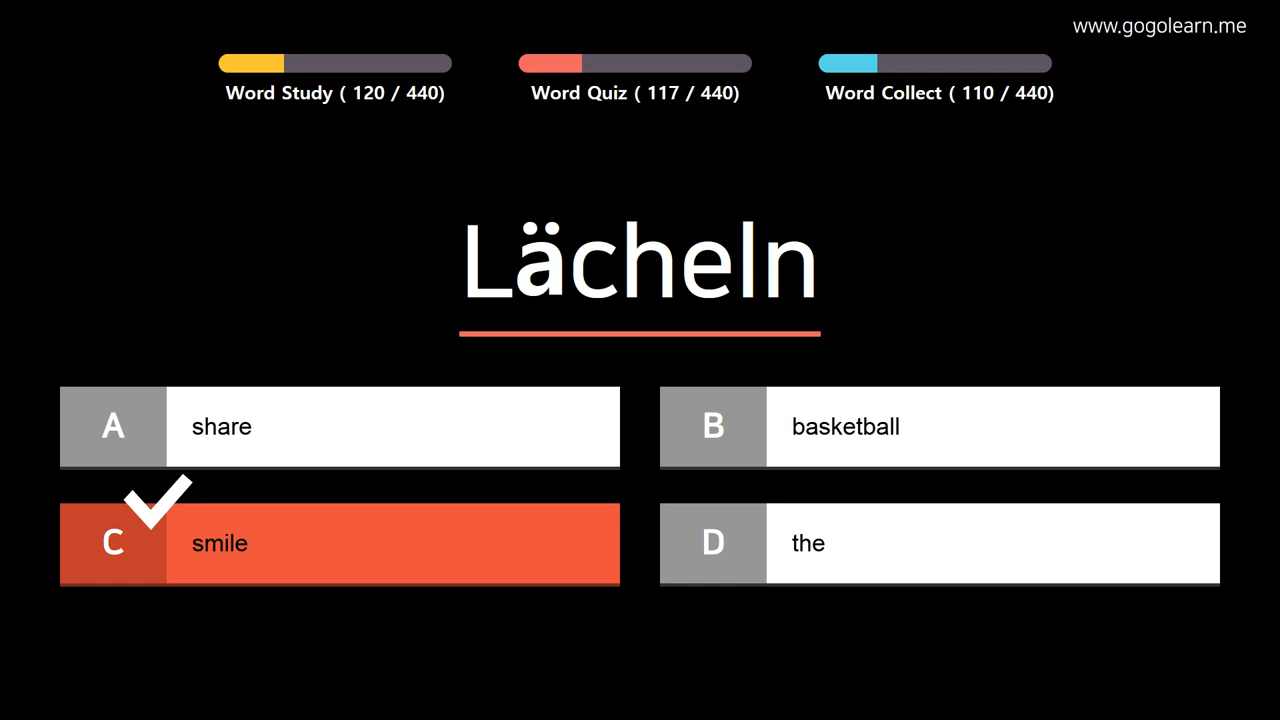 www.gogolearn.me
Word Study ( 120 / 440)
Word Quiz ( 117 / 440)
Word Collect ( 110 / 440)
Lächeln
A share
B basketball
C smile
D the